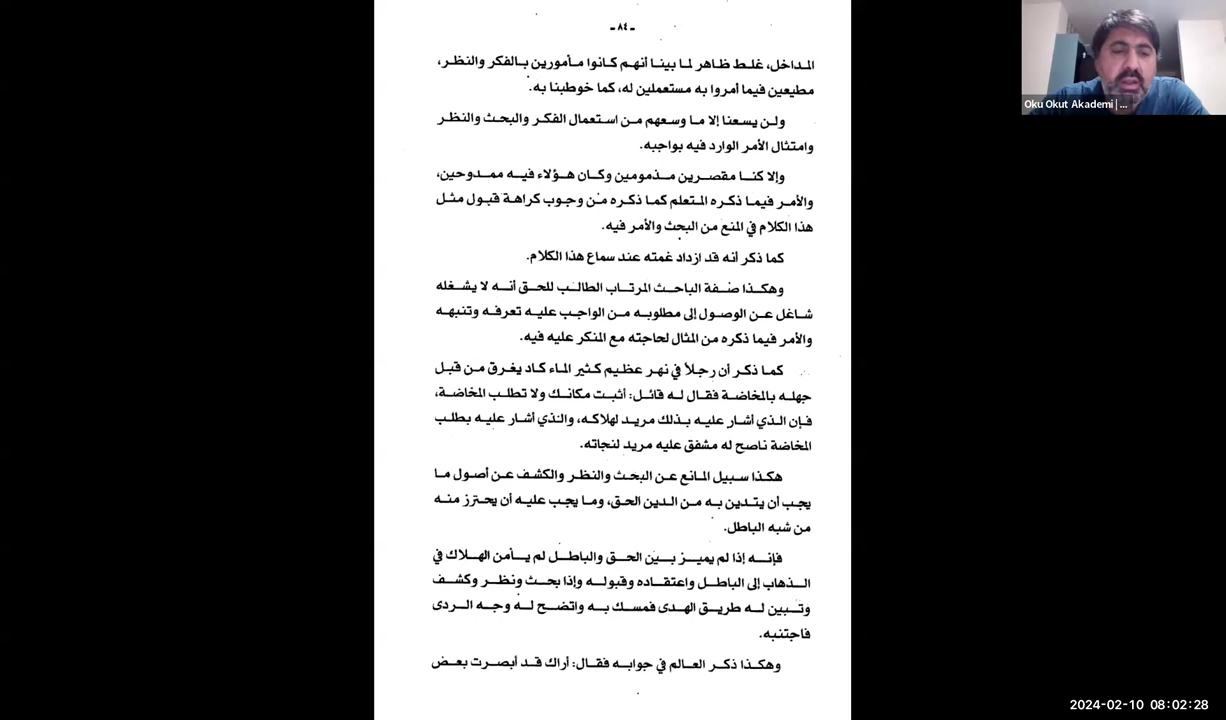 ـ ٨٤ ـ
المداخل، غلط ظاهر لما بينا أنهم كانوا مأمورين بالفكر والنظر،
مطيعين فيما أمروا به مستعملين له، كما خوطبنا به.
ولن يسعنا إلا ما وسعهم من استعمال الفكر والبحث والنظر
وامتثال الأمر الوارد فيه بواجبه.
وإلا كنا مقصرين مذمومين وكان هؤلاء فيه ممدوحين،
والأمر فيما ذكره المتعلم كما ذكره من وجوب كراهة قبول مثل
هذا الكلام في المنع من البحث والأمر فيه.
كما ذكر أنه قد ازداد غمته عند سماع هذا الكلام.
وهكذا صفة الباحث المرتاب الطالب للحق أنه لا يشغله
شاغل عن الوصول إلى مطلوبه من الواجب عليه تعرفه وتنبهه
والأمر فيما ذكره من المثال لحاجته مع المنكر عليه فيه.
كما ذكر أن رجلاً في نهر عظيم كثير الماء كاد يغرق من قبل
جهله بالمخاضة فقال له قائل: أثبت مكانك ولا تطلب المخاضة،
فإن الذي أشار عليه بذلك مريد لهلاكه، والذي أشار عليه بطلب
المخاضة ناصح له مشفق عليه مريد لنجاته.
هكذا سبيل المانع عن البحث والنظر والكشف عن أصول ما
يجب أن يتدين به من الدين الحق، وما يجب عليه أن يحترز منه
من شبه الباطل.
فإنه إذا لم يميز بين الحق والباطل لم يأمن الهلاك في
الذهاب إلى الباطل واعتقاده وقبوله وإذا بحث ونظر وكشف
وتبين له طريق الهدى فمسك به واتضح له وجه الردى
فاجتنبه.
وهكذا ذكر العالم في جوابه فقال: أراك قد أبصرت بعض
Oku Okut Akademi | ...
2024-02-10 08:02:28